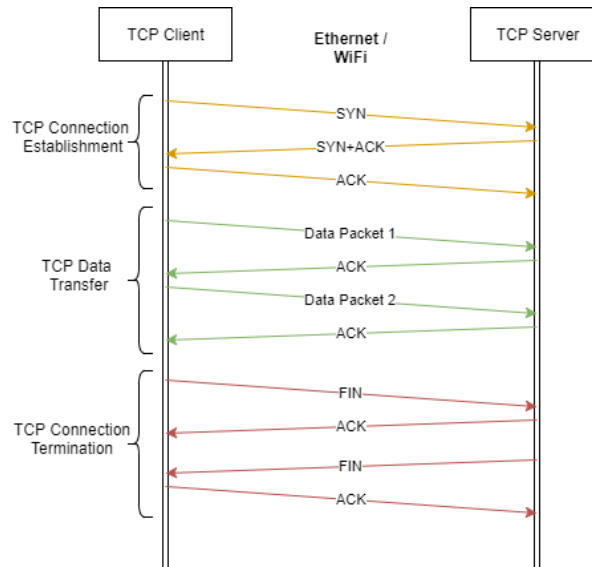 TCP Client
Ethernet /
WiFi
TCP Server
TCP Connection
Establishment
SYN
SYN+ACK
ACK
TCP Data
Transfer
Data Packet 1
ACK
Data Packet 2
ACK
TCP Connection
Termination
FIN
ACK
FIN
ACK